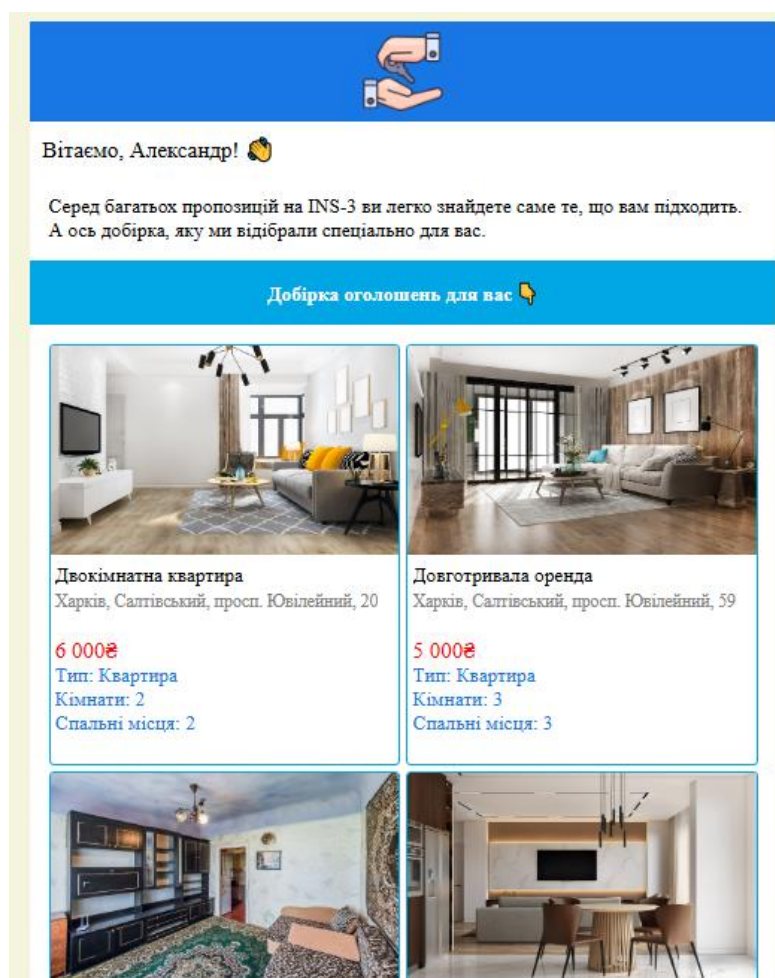 Вітаємо, Александр! 👏
Серед багатьох пропозицій на INS-3 ви легко знайдете саме те, що вам підходить.
А ось добірка, яку ми відібрали спеціально для вас.
Добірка оголошень для вас 👇
Двокімнатна квартира
Харків, Салтівський, просп. Ювілейний, 20
6 000₴
Тип: Квартира
Кімнати: 2
Спальні місця: 2
Довготривала оренда
Харків, Салтівський, просп. Ювілейний, 59
5 000₴
Тип: Квартира
Кімнати: 3
Спальні місця: 3